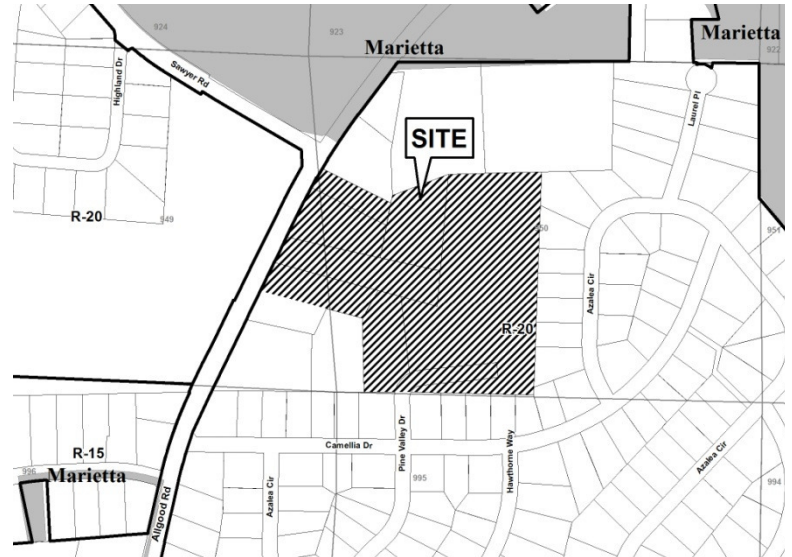 924
923
Marietta
Marietta
922
Sawyer Rd
Highland Dr
Laurel Pl
SITE
R-20
949
950
951
Azalea Cir
R-20
Camellia Dr
Pine Valley Dr
Hawthorne Way
Azalea Cir
R-15
996
Marietta
995
994
Allgood Rd
Azalea Cir